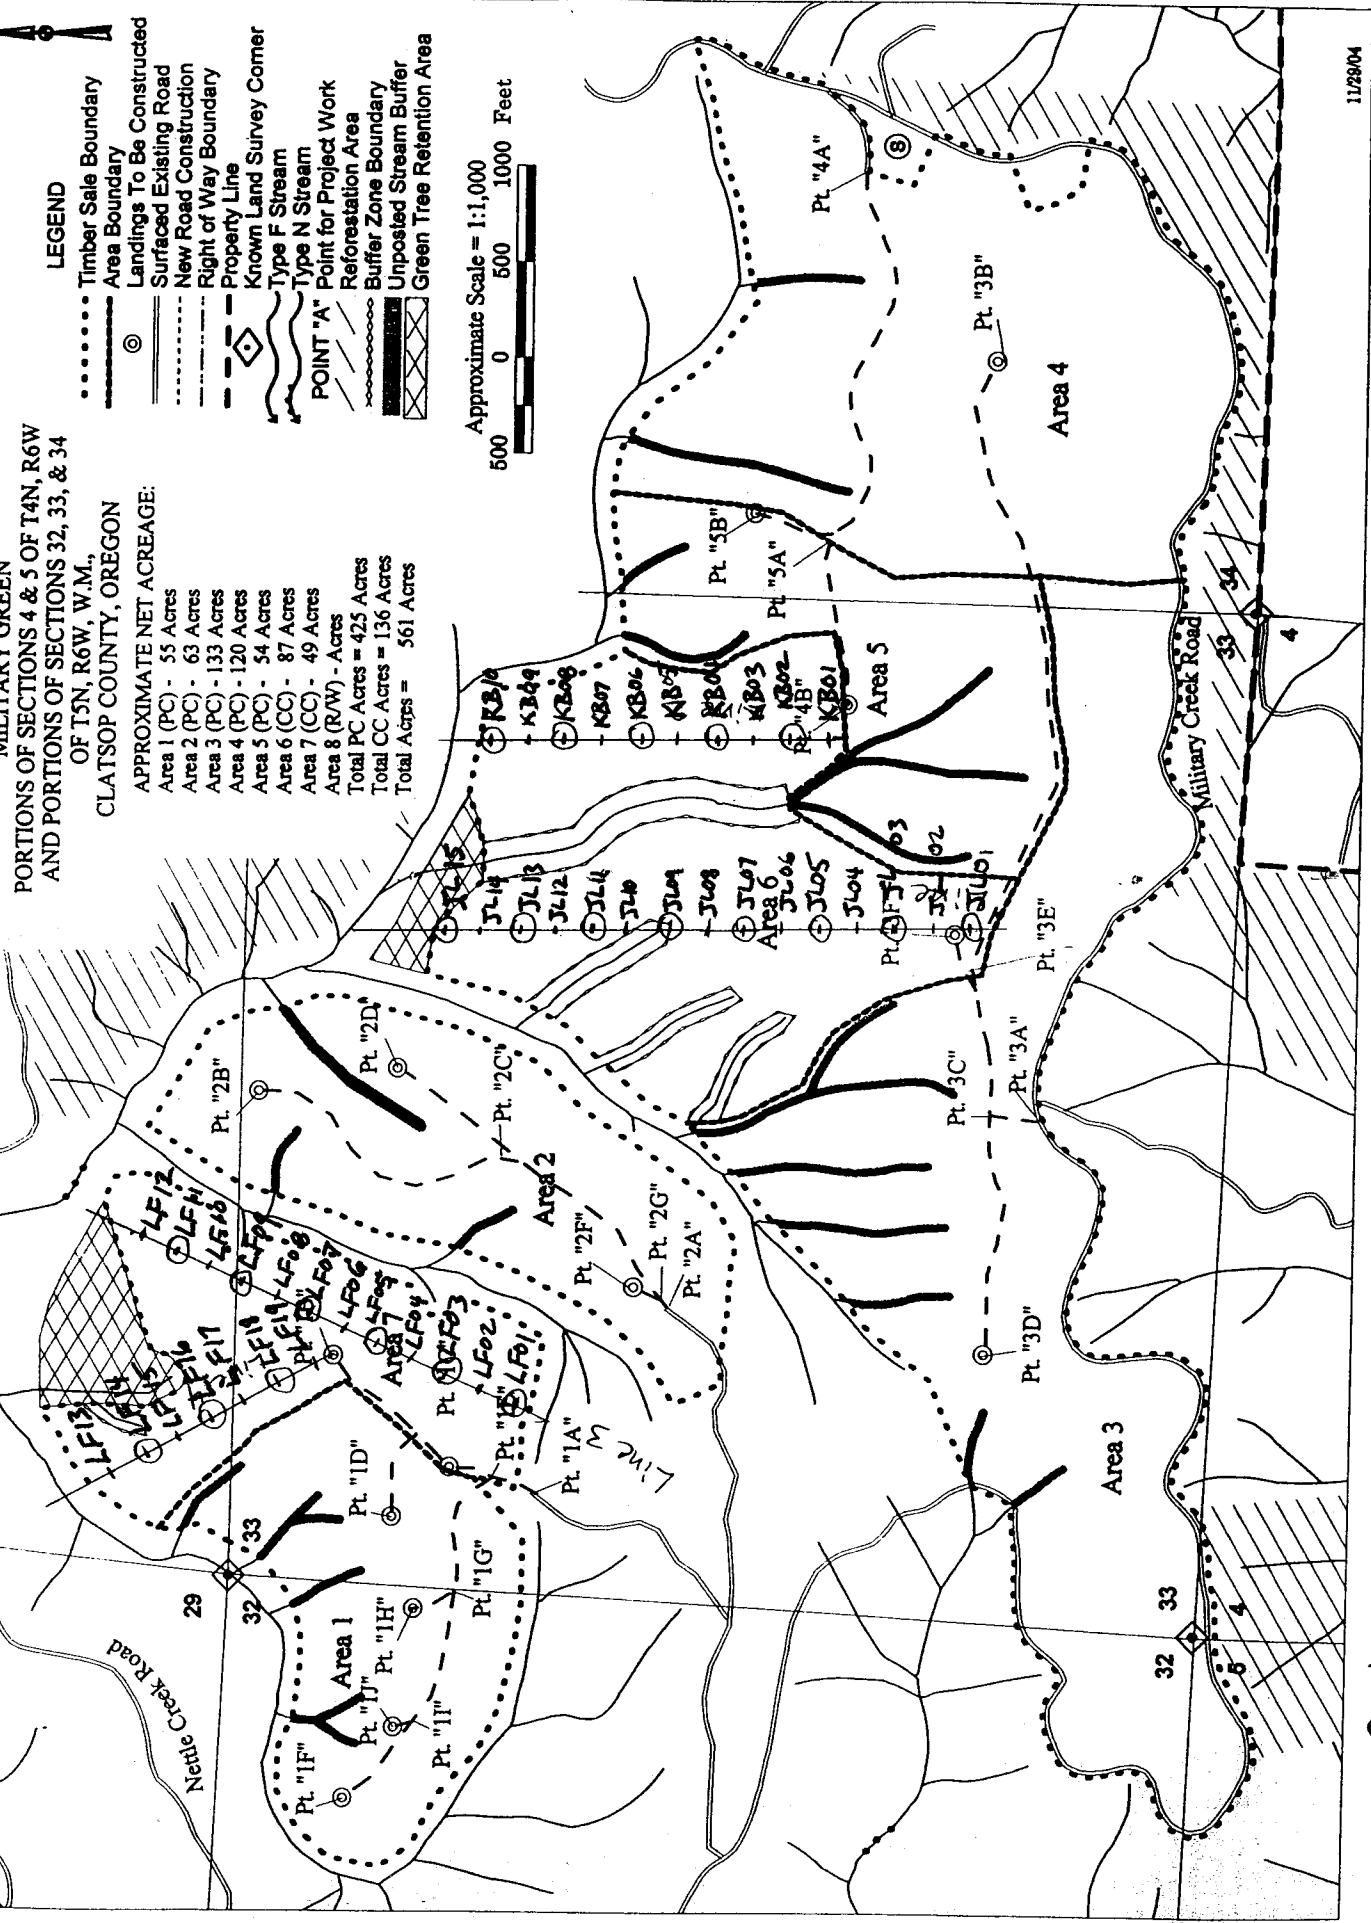 MILITARY GREEN
PORTIONS OF SECTIONS 4 & 5 OF T4N, R6W
AND PORTIONS OF SECTIONS 32, 33, & 34
OF T5N, R6W, W.M.,
CLATSOP COUNTY, OREGON
APPROXIMATE NET ACREAGE:
Area 1 (PC) - 55 Acres
Area 2 (PC) - 63 Acres
Area 3 (PC) - 133 Acres
Area 4 (PC) - 120 Acres
Area 5 (PC) - 54 Acres
Area 6 (CC) - 87 Acres
Area 7 (CC) - 49 Acres
Area 8 (R/W) - Acres
Total PC Acres = 425 Acres
Total CC Acres = 136 Acres
Total Acres = 561 Acres
LEGEND
Timber Sale Boundary
Area Boundary
Landings To Be Constructed
Surfaced Existing Road
New Road Construction
Right of Way Boundary
Property Line
Known Land Survey Corner
Type F Stream
Type N Stream
POINT "A" Point for Project Work
Reforestation Area
Buffer Zone Boundary
Unposted Stream Buffer
Green Tree Retention Area
Approximate Scale = 1:1,000
500 0 500 1000 Feet
Nettle Creek Road
29
32 33
Area 1
Pt. "1F"
Pt. "1J"
Pt. "1I"
Pt. "1H"
Pt. "1G"
Pt. "1D"
Pt. "1A"
Line M
LF13
LF14
LF15
LF16
LF17
LF18
LF19
LF12
LF11
LF10
LF09
LF08
LF07
LF06
LF05
LF04
LF03
LF02
LF01
Area 7
Pt. "2B"
Pt. "2D"
Pt. "2C"
Area 2
Pt. "2F"
Pt. "2G"
Pt. "2A"
JL15
JL14
JL13
JL12
JL11
JL10
JL09
JL08
JL07
JL06
JL05
JL04
JL03
02
JL01
Area 6
KB10
KB09
KB08
KB07
KB06
KB05
KB04
KB03
KB02
KB01
Pt. "4B"
Area 5
Pt. "5B"
Pt. "5A"
Pt. "4A"
8
Pt. "3B"
Area 4
Pt. "3E"
Pt. "3C"
Pt. "3A"
Pt. "3D"
Area 3
Military Creek Road
33 34
4
32 33
5 4
11/29/04